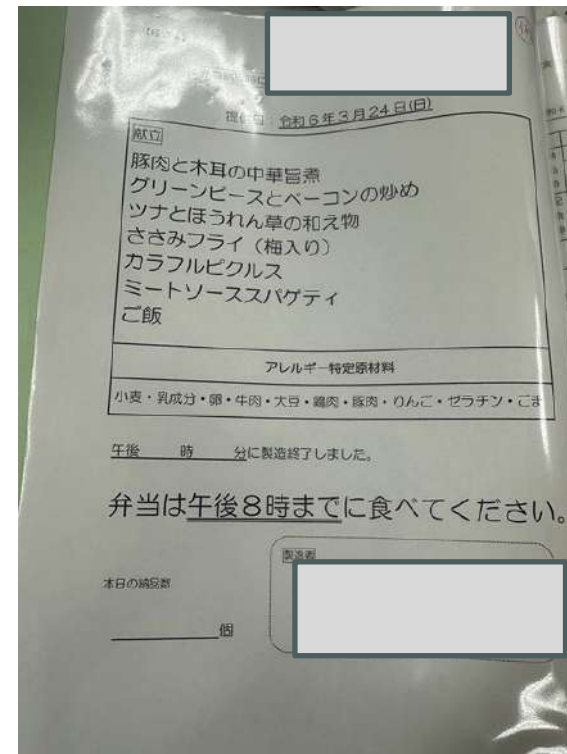 提供日：令和6年3月24日(日)
献立
豚肉と木耳の中華旨煮
グリーンピースとベーコンの炒め
ツナとほうれん草の和え物
ささみフライ（梅入り）
カラフルピクルス
ミートソーススパゲティ
ご飯
アレルギー特定原材料
小麦・乳成分・卵・牛肉・大豆・鶏肉・豚肉・りんご・ゼラチン・ごま
午後 時 分に製造終了しました。
弁当は午後8時までに食べてください。
製造者
本日の納品数
個